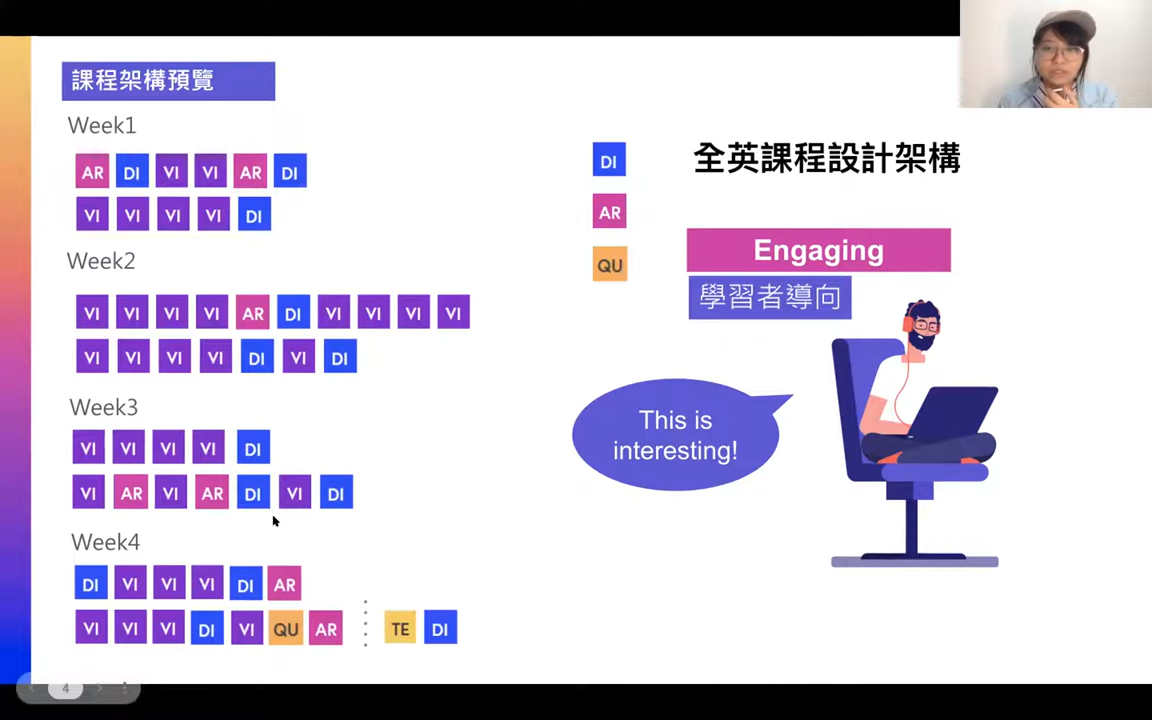 課程架構預覽
Week1
AR DI VI VI AR DI
VI VI VI VI DI
Week2
VI VI VI VI AR DI VI VI VI VI
VI VI VI VI DI VI DI
Week3
VI VI VI VI DI
VI AR VI AR DI VI DI
Week4
DI VI VI VI DI AR
VI VI VI DI VI QU AR TE DI
DI
AR
QU
全英課程設計架構
Engaging
學習者導向
This is
interesting!
4